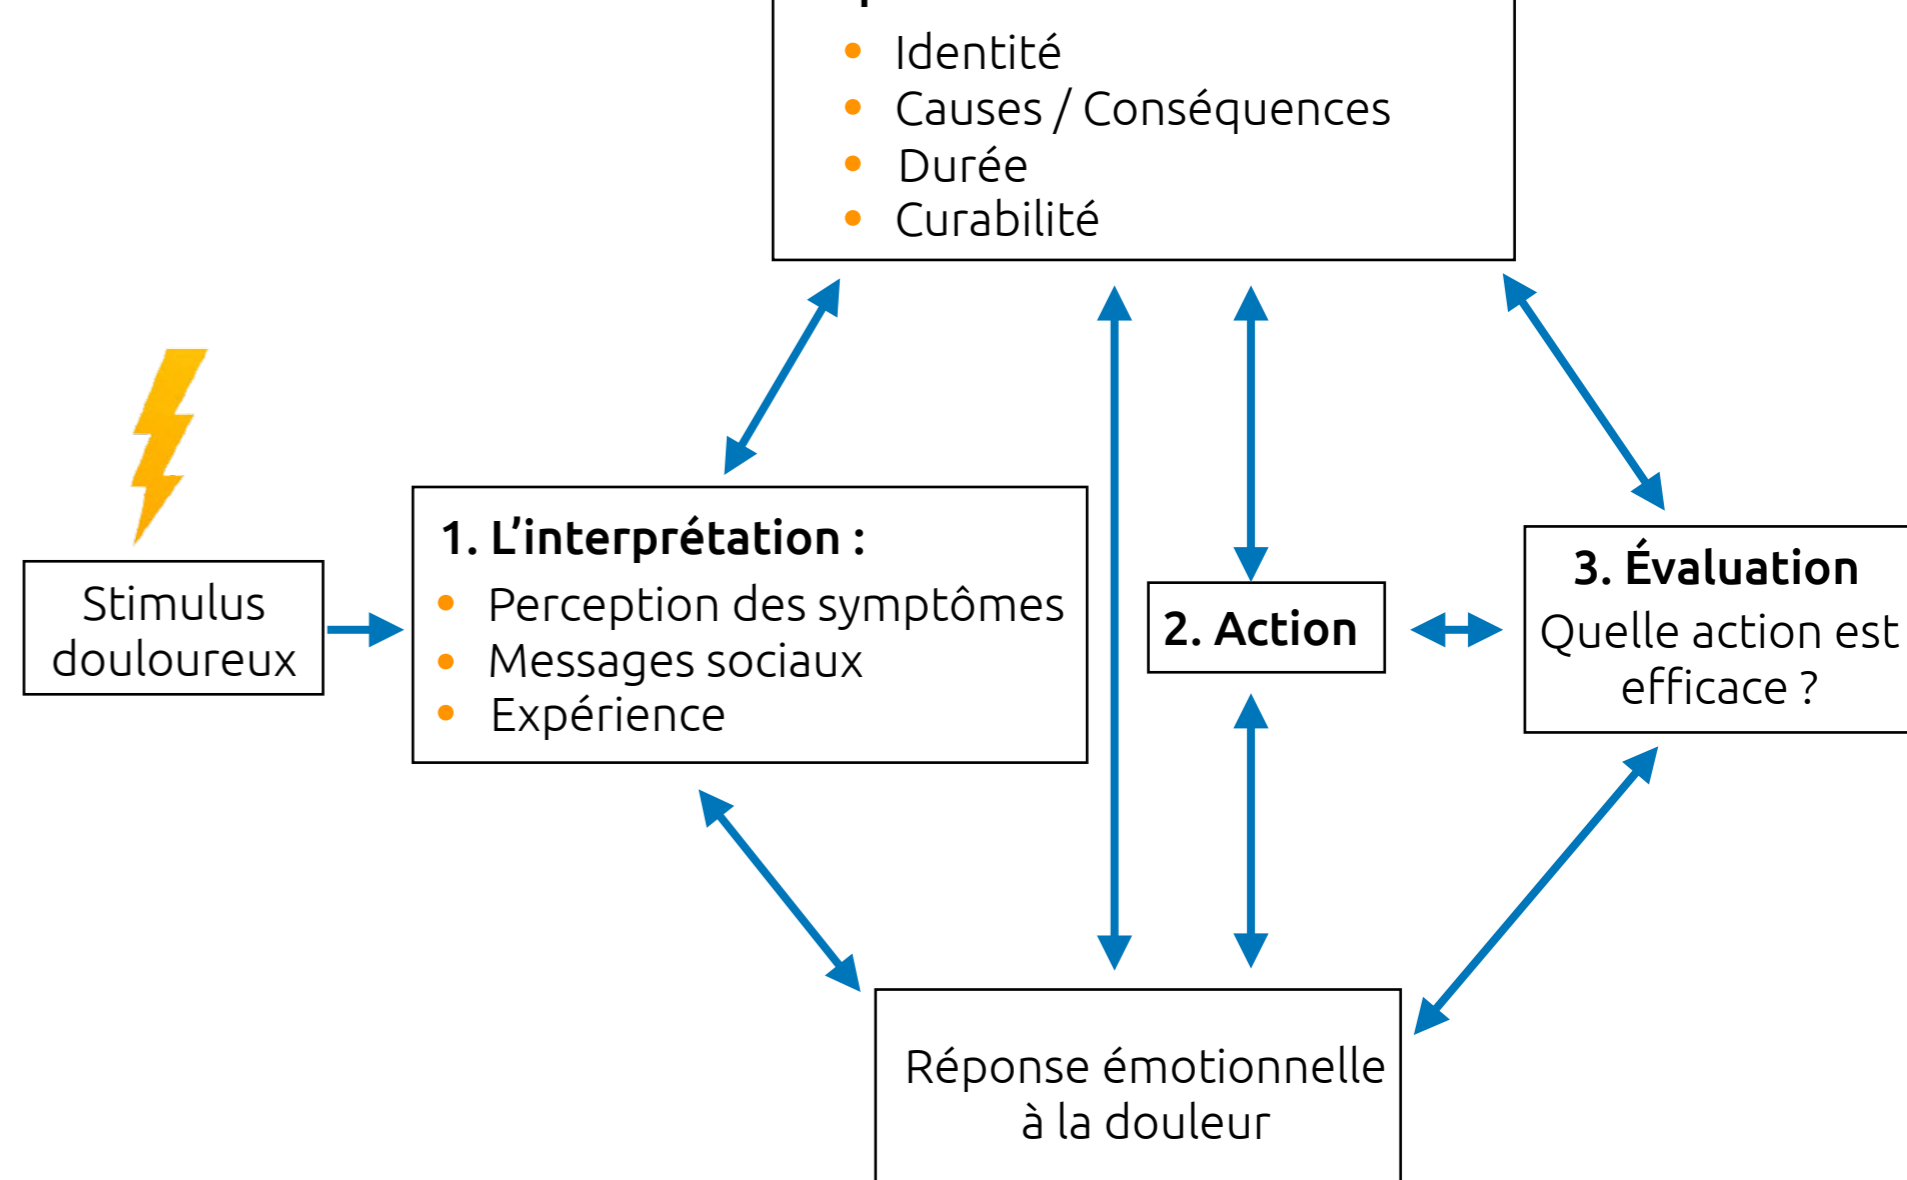 Identité
Causes / Conséquences
Durée
Curabilité
Stimulus
douloureux
1. L’interprétation :
Perception des symptômes
Messages sociaux
Expérience
2. Action
3. Évaluation
Quelle action est
efficace ?
Réponse émotionnelle
à la douleur